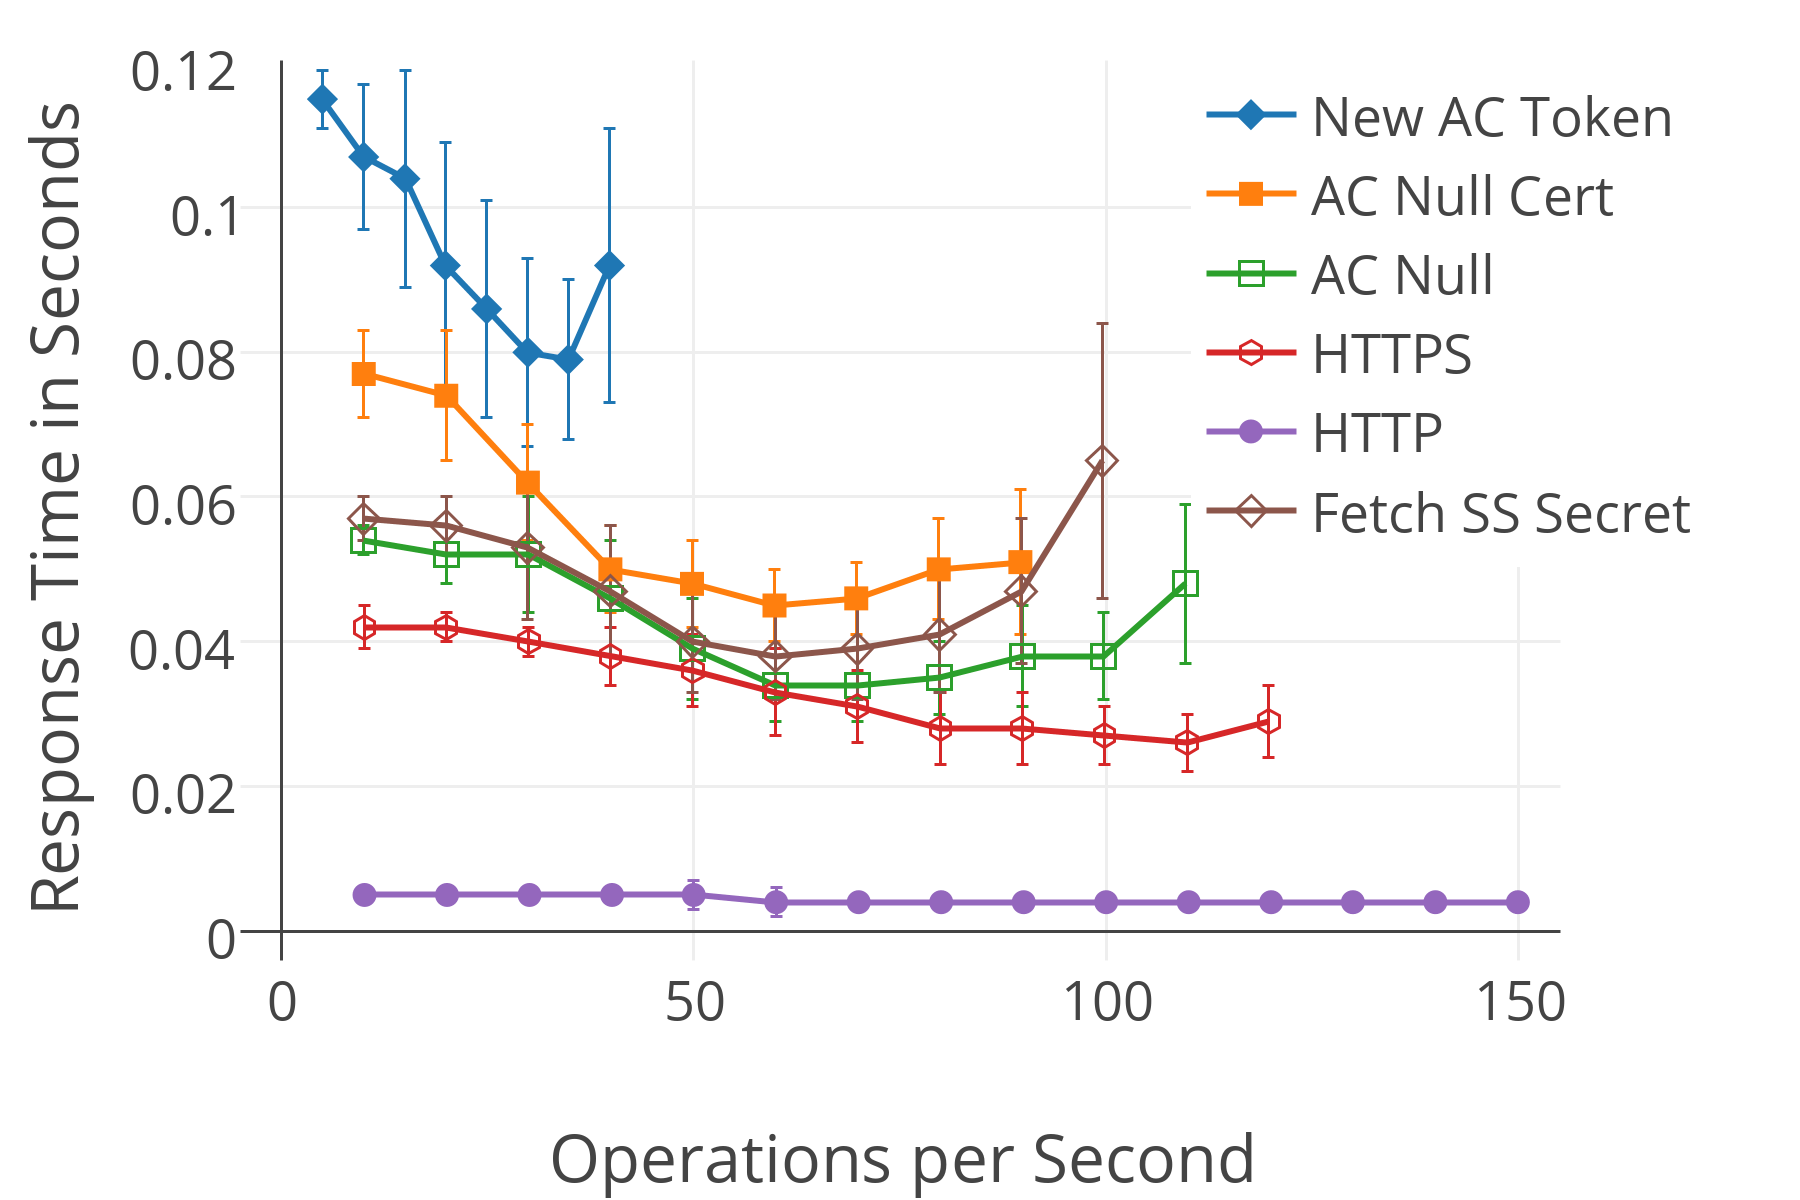 Response Time in Seconds
0.12
0.1
0.08
0.06
0.04
0.02
0
0
50
100
150
Operations per Second
New AC Token
AC Null Cert
AC Null
HTTPS
HTTP
Fetch SS Secret